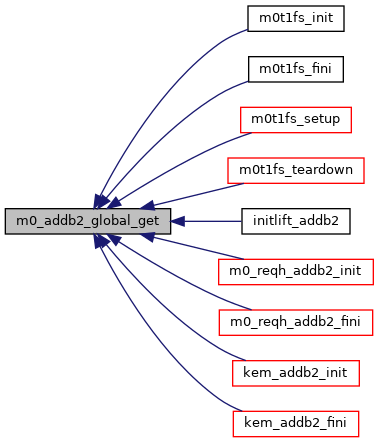 m0t1fs_init
m0t1fs_fini
m0t1fs_setup
m0t1fs_teardown
m0_addb2_global_get
initlift_addb2
m0_reqh_addb2_init
m0_reqh_addb2_fini
kem_addb2_init
kem_addb2_fini